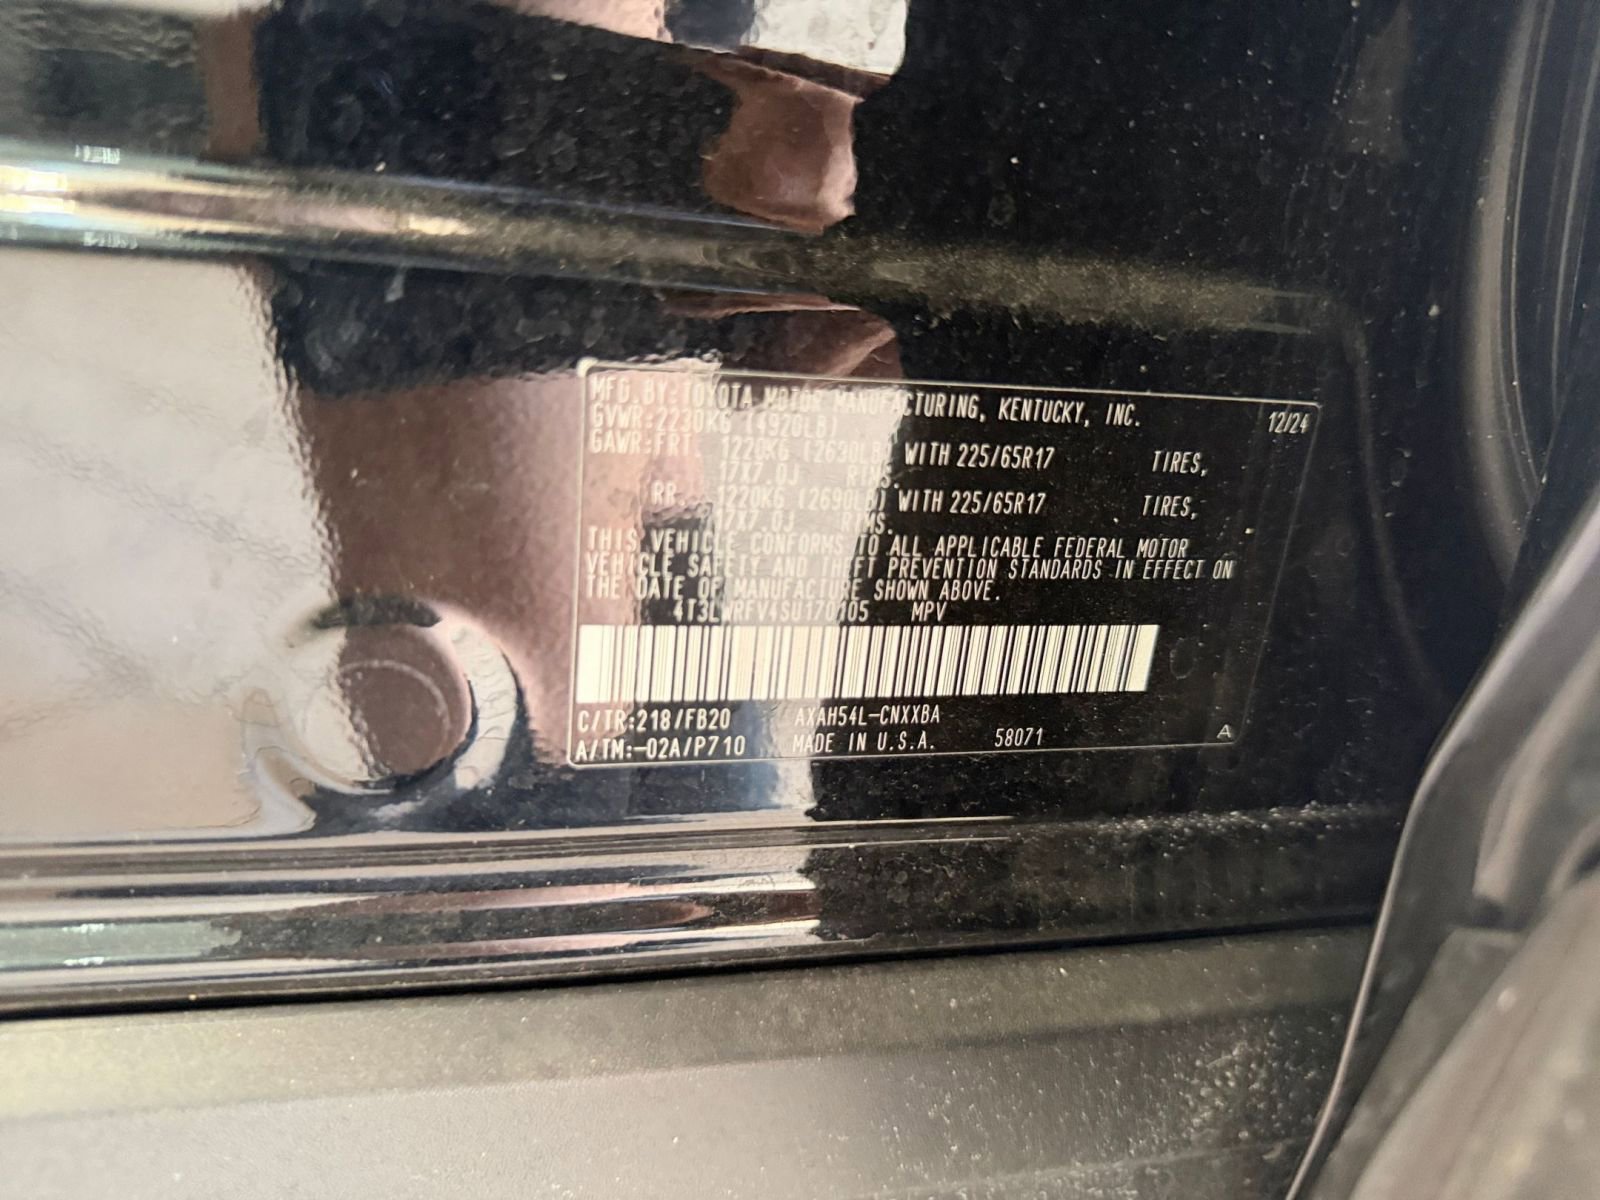 MFG.BY:TOYOTA MOTOR MANUFACTURING, KENTUCKY, INC. 12/24
GVWR:2230KG (4920LB)
GAWR:FRT. 1220KG (2690LB) WITH 225/65R17 TIRES,
17X7.0J RIMS.
RR. 1220KG (2690LB) WITH 225/65R17 TIRES,
17X7.0J RIMS.
THIS VEHICLE CONFORMS TO ALL APPLICABLE FEDERAL MOTOR
VEHICLE SAFETY AND THEFT PREVENTION STANDARDS IN EFFECT ON
THE DATE OF MANUFACTURE SHOWN ABOVE.
4T3LWRFV4SU170105 MPV
C/TR:218/FB20 AXAH54L-CNXXBA
A/TM:-02A/P710 MADE IN U.S.A. 58071 A